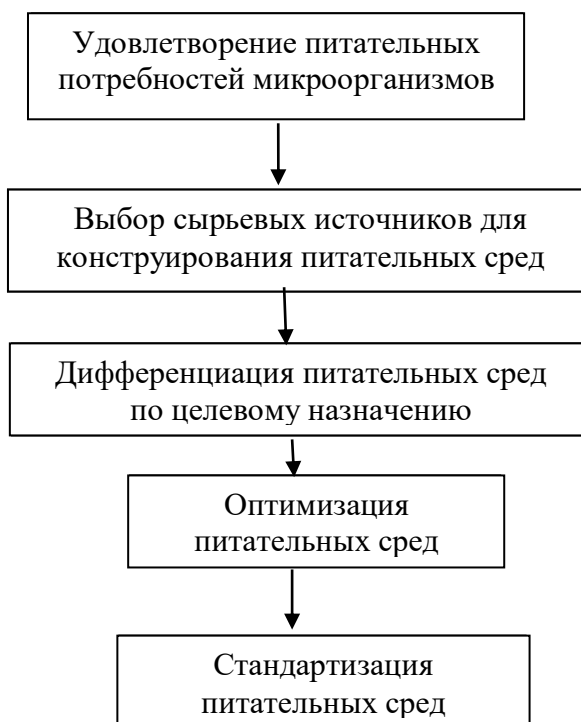 Удовлетворение питательных
потребностей микроорганизмов
Выбор сырьевых источников для
конструирования питательных сред
Дифференциация питательных сред
по целевому назначению
Оптимизация
питательных сред
Стандартизация
питательных сред